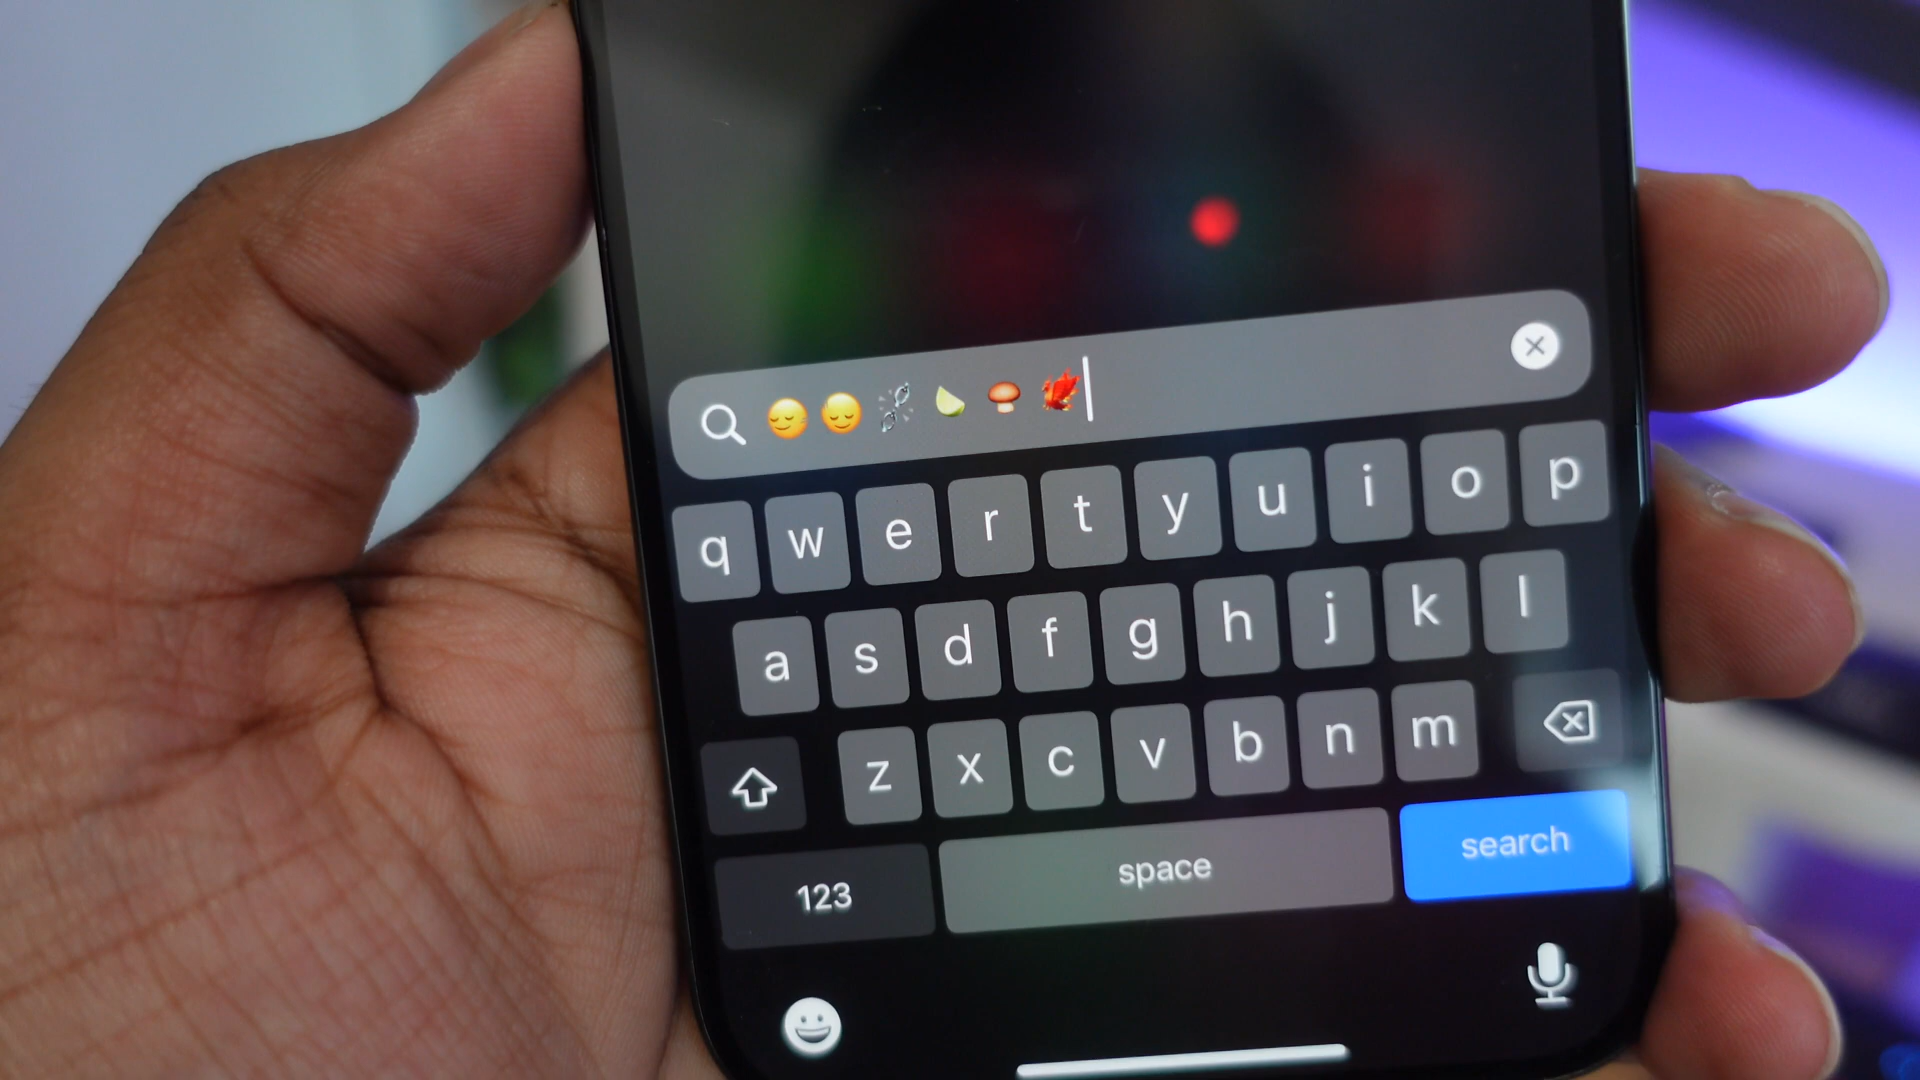 🙂‍↔️ 🙂‍↕️ ⛓️‍💥 🍋‍🟩 🍄‍🟫 🐦‍🔥
q w e r t y u i o p
a s d f g h j k l
z x c v b n m
123 space search